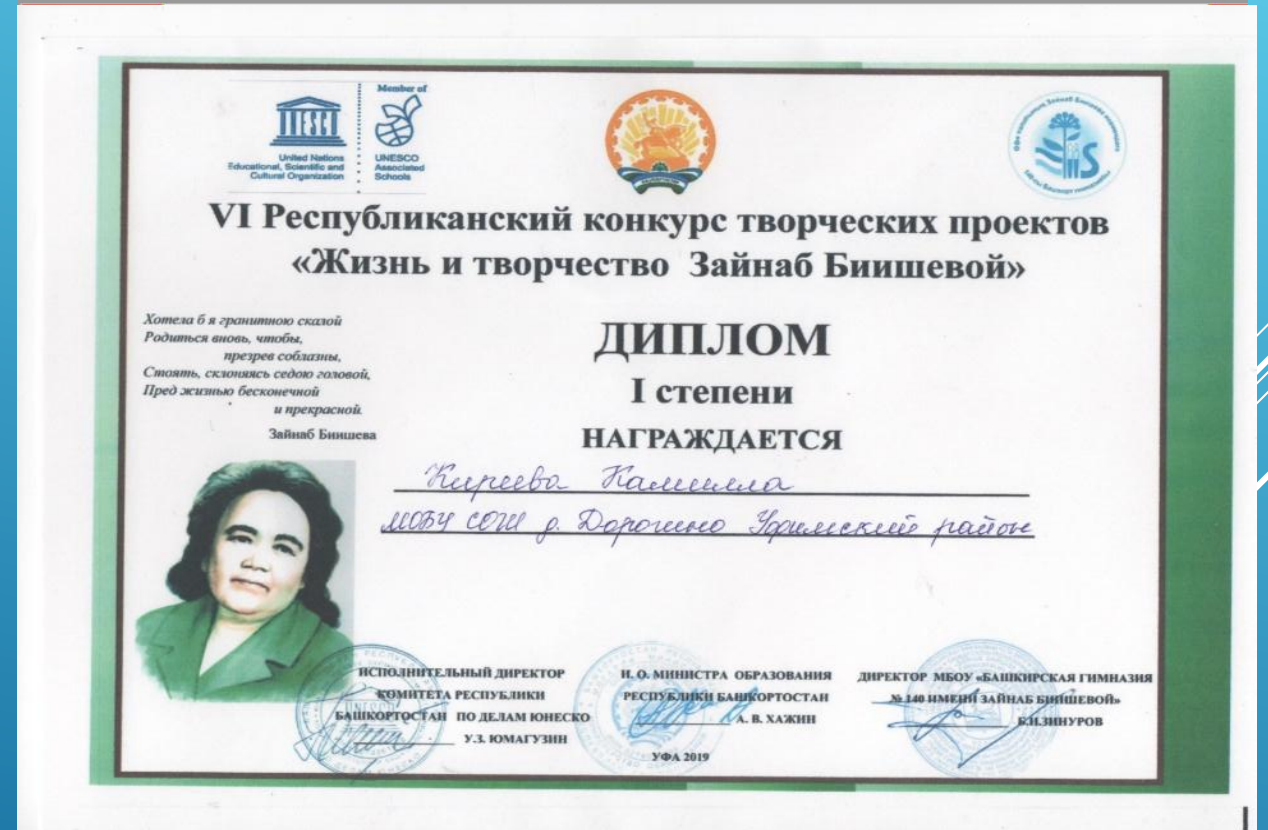 Member of
UNESCO
United Nations
Educational, Scientific and
Cultural Organization
UNESCO
Associated
Schools
VI Республиканский конкурс творческих проектов
«Жизнь и творчество Зайнаб Биишевой»
Хотела б я гранитною скалой
Родиться вновь, чтобы,
презрев соблазны,
Стоять, склоняясь седою головой,
Пред жизнью бесконечной
и прекрасной.
Зайнаб Биишева
ДИПЛОМ
I степени
НАГРАЖДАЕТСЯ
Киреева Камилла
МОБУ СОШ д. Дорогино Уфимский район
ИСПОЛНИТЕЛЬНЫЙ ДИРЕКТОР
КОМИТЕТА РЕСПУБЛИКИ
БАШКОРТОСТАН ПО ДЕЛАМ ЮНЕСКО
У.З. ЮМАГУЗИН
И. О. МИНИСТРА ОБРАЗОВАНИЯ
РЕСПУБЛИКИ БАШКОРТОСТАН
А. В. ХАЖИН
УФА 2019
ДИРЕКТОР МБОУ «БАШКИРСКАЯ ГИМНАЗИЯ
№ 140 ИМЕНИ ЗАЙНАБ БИИШЕВОЙ»
Б.И.ЗИНУРОВ